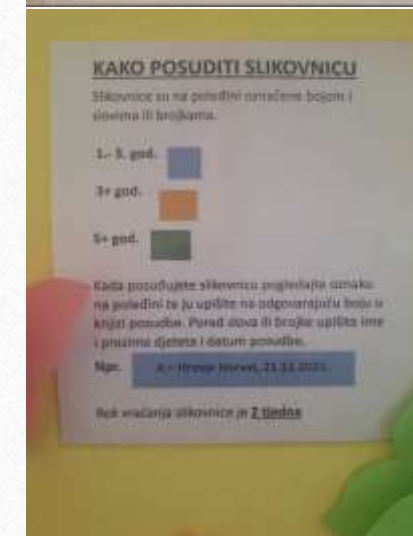 KAKO POSUDITI SLIKOVNICU
Slikovnice su na poleđini označene bojom i
slovima ili brojkama.
1.- 3. god.
3+ god.
5+ god.
Kada posuđujete slikovnicu pogledajte oznaku
na poleđini te ju upišite na odgovarajuću boju u
knjizi posudbe. Pored slova ili brojke upišite ime
i prezime djeteta i datum posudbe.
Npr.
A – Hrvoje Horvat,
Rok vraćanja slikovnice je 2 tjedna